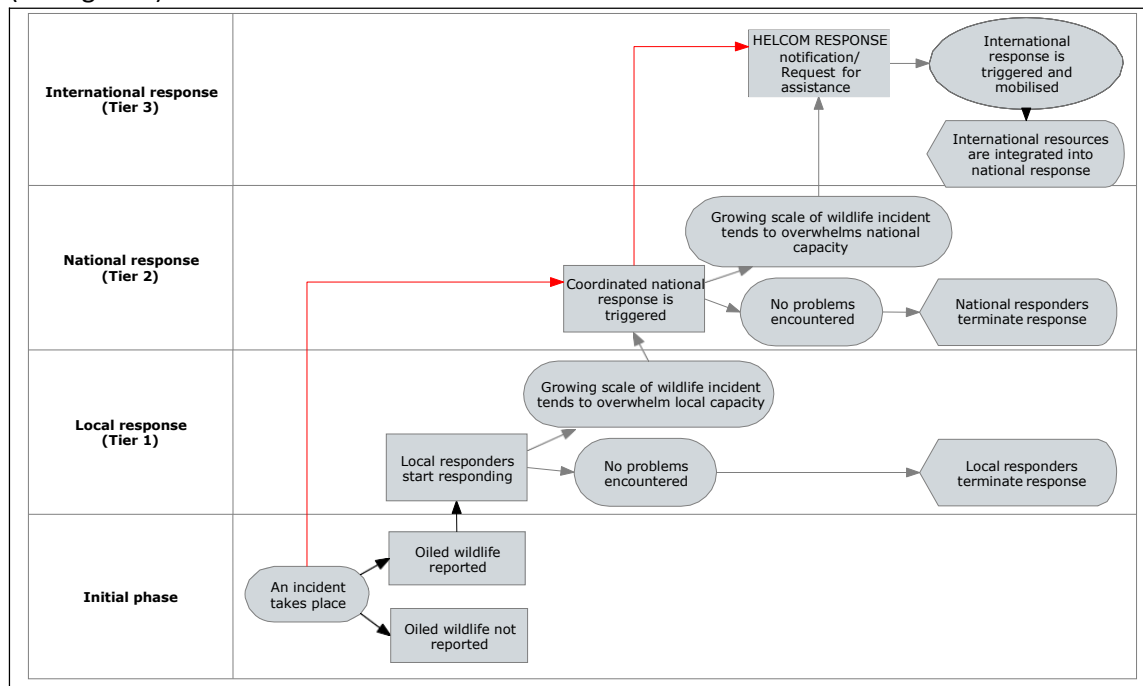 HELCOM RESPONSE
notification/
Request for
assistance
International
response is
triggered and
mobilised
International response
(Tier 3)
International resources
are integrated into
national response
Growing scale of wildlife incident
tends to overwhelms national
capacity
National response
(Tier 2)
Coordinated national
response is
triggered
No problems
encountered
National responders
terminate response
Growing scale of wildlife incident
tends to overwhelm local capacity
Local response
(Tier 1)
Local responders
start responding
No problems
encountered
Local responders
terminate response
Oiled wildlife
reported
An incident
takes place
Initial phase
Oiled wildlife not
reported